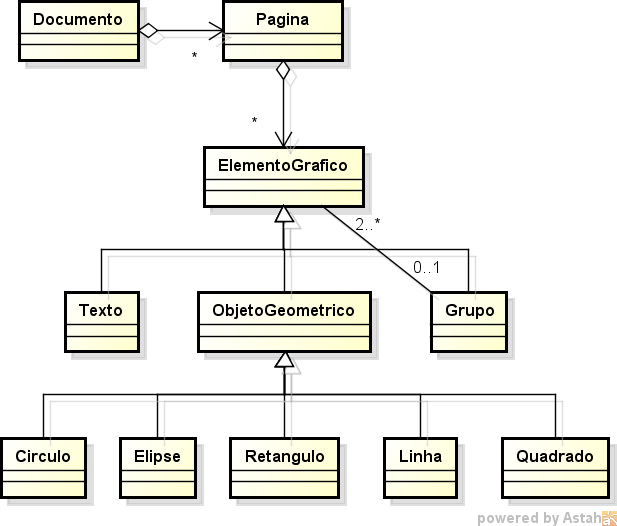 Documento
Pagina
*
*
ElementoGrafico
2..*
0..1
Texto
ObjetoGeometrico
Grupo
Circulo
Elipse
Retangulo
Linha
Quadrado
powered by Astah